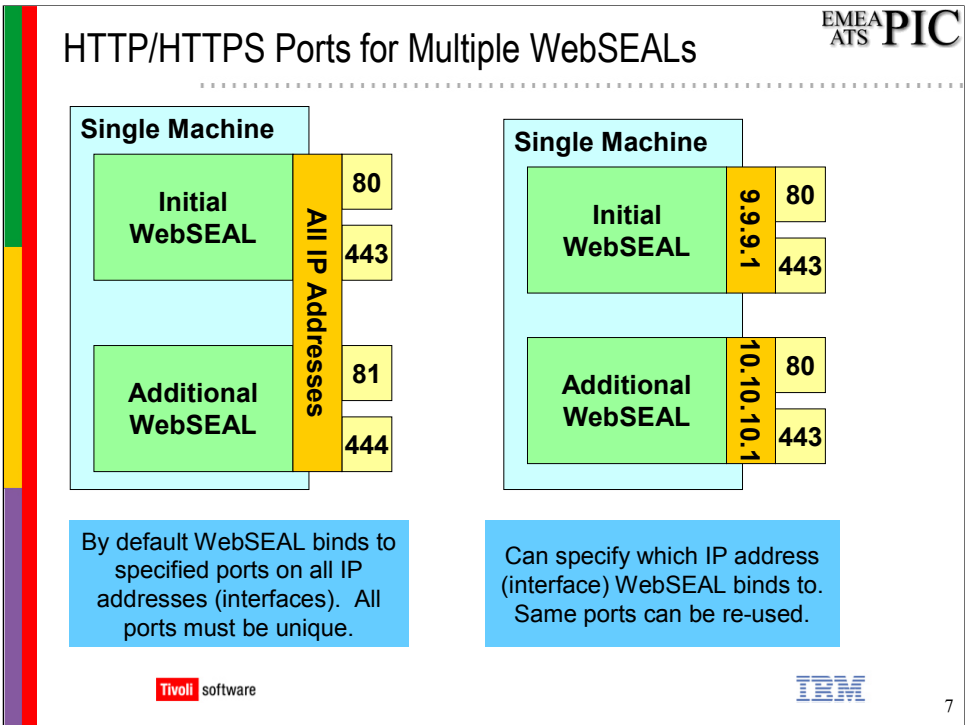 HTTP/HTTPS Ports for Multiple WebSEALs
EMEA
ATS PIC
Single Machine
Initial
WebSEAL
Additional
WebSEAL
All IP Addresses
80
443
81
444
By default WebSEAL binds to
specified ports on all IP
addresses (interfaces).  All
ports must be unique.
Single Machine
Initial
WebSEAL
9.9.9.1
80
443
Additional
WebSEAL
10.10.10.1
80
443
Can specify which IP address
(interface) WebSEAL binds to.
Same ports can be re-used.
Tivoli software
IBM
7